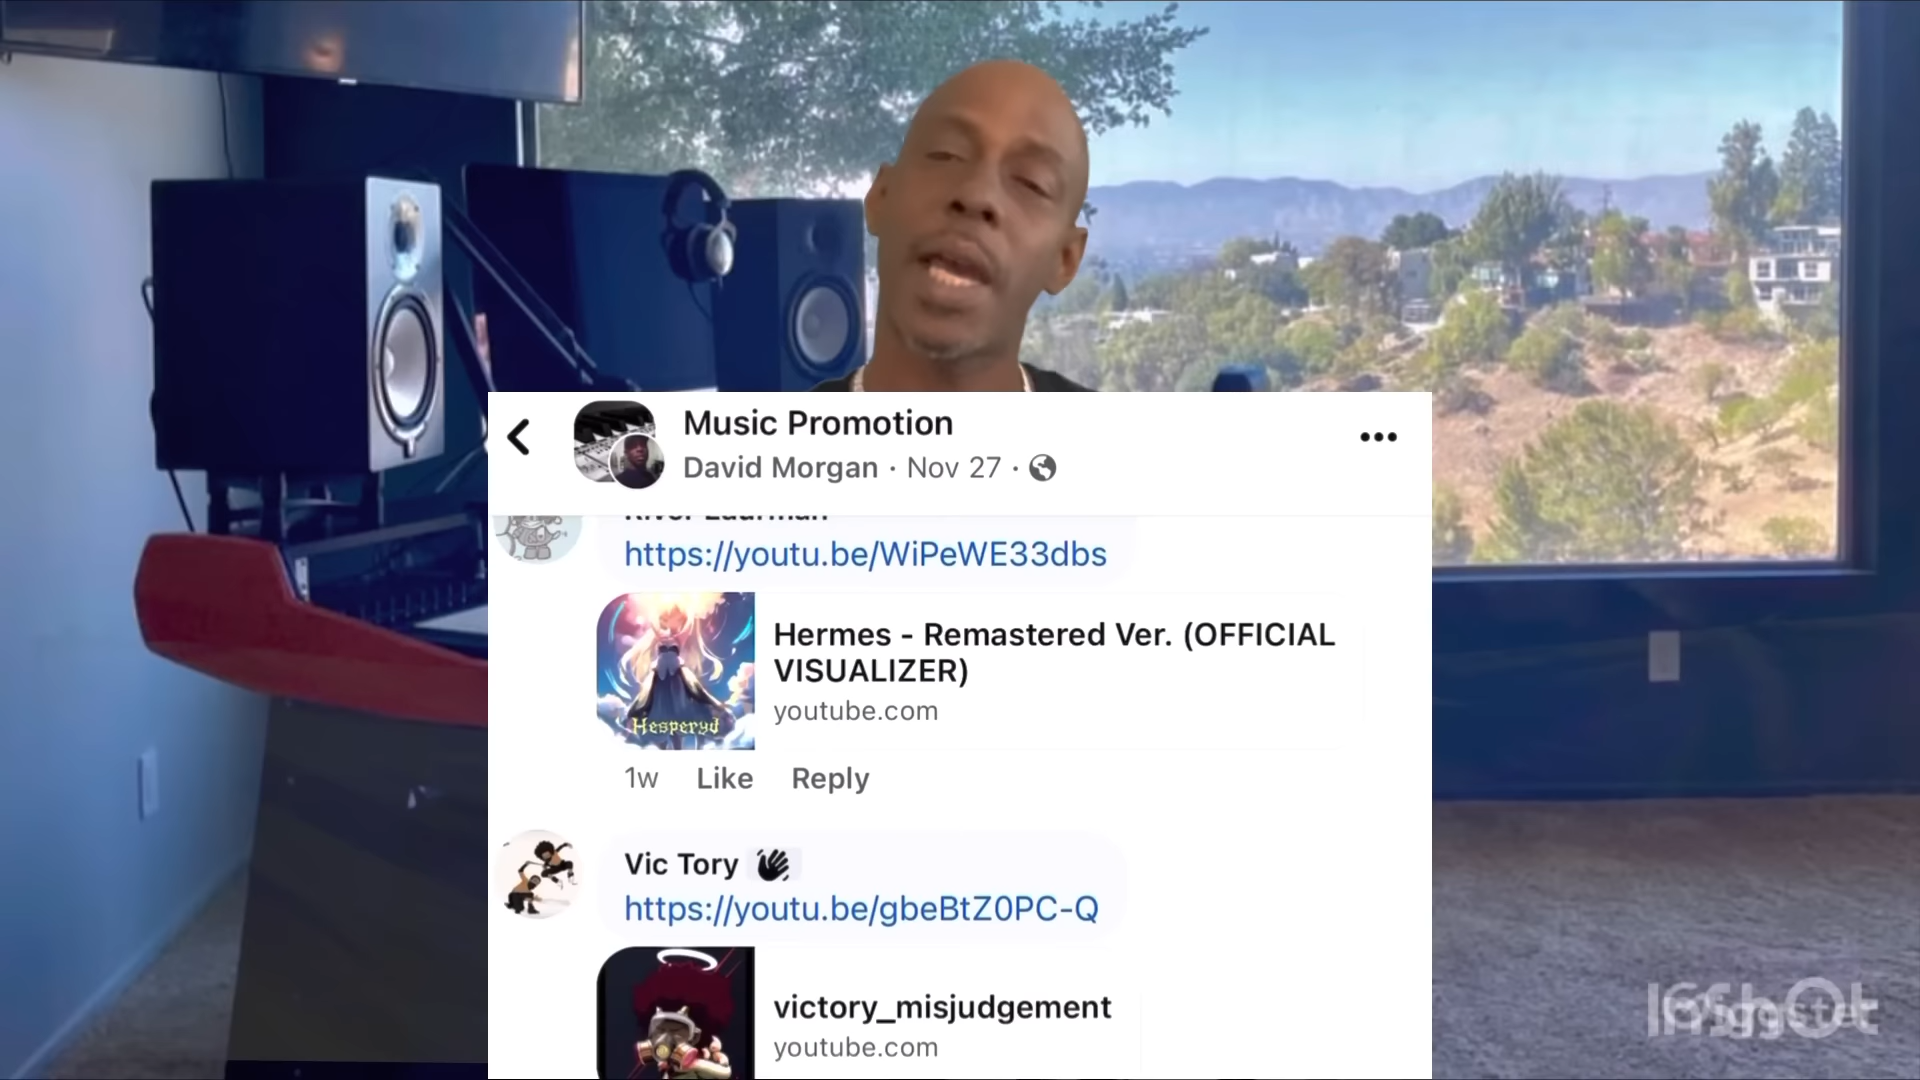 Music Promotion
David Morgan · Nov 27 ·
https://youtu.be/WiPeWE33dbs
Hermes - Remastered Ver. (OFFICIAL
VISUALIZER)
youtube.com
Hesperyd
1w Like Reply
Vic Tory 👋
https://youtu.be/gbeBtZ0PC-Q
victory_misjudgement
youtube.com